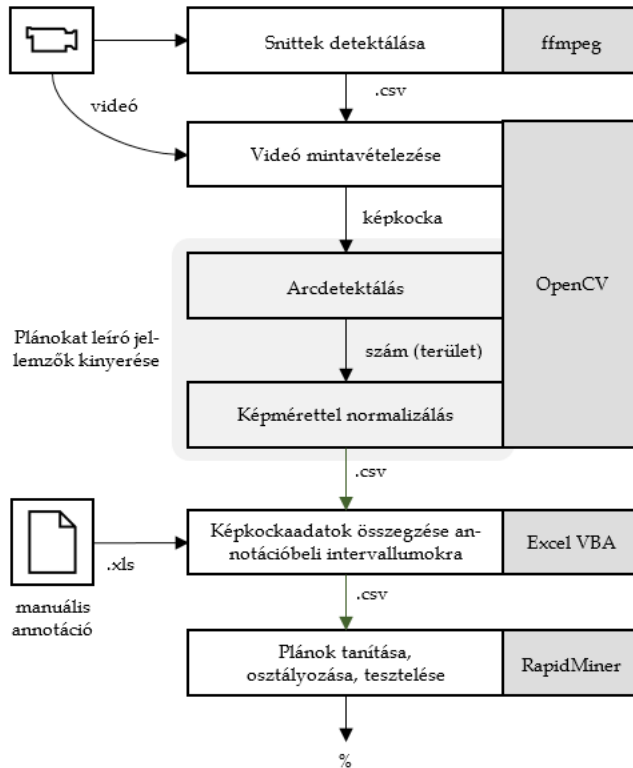 Snittek detektálása
ffmpeg
.csv
videó
Videó mintavételezése
képkocka
OpenCV
Arcdetektálás
Plánokat leíró jel-
lemzők kinyerése
szám (terület)
Képmérettel normalizálás
.csv
Képkockaadatok összegzése an-
notációbeli intervallumokra
Excel VBA
.xls
manuális
annotáció
.csv
Plánok tanítása,
osztályozása, tesztelése
RapidMiner
%